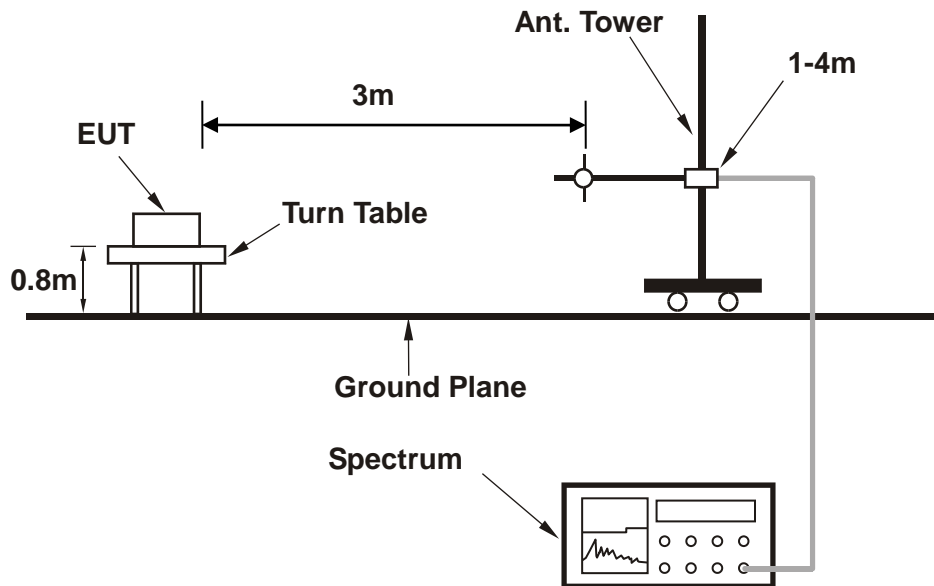 Ant. Tower
1-4m
3m
EUT
Turn Table
0.8m
Ground Plane
Spectrum